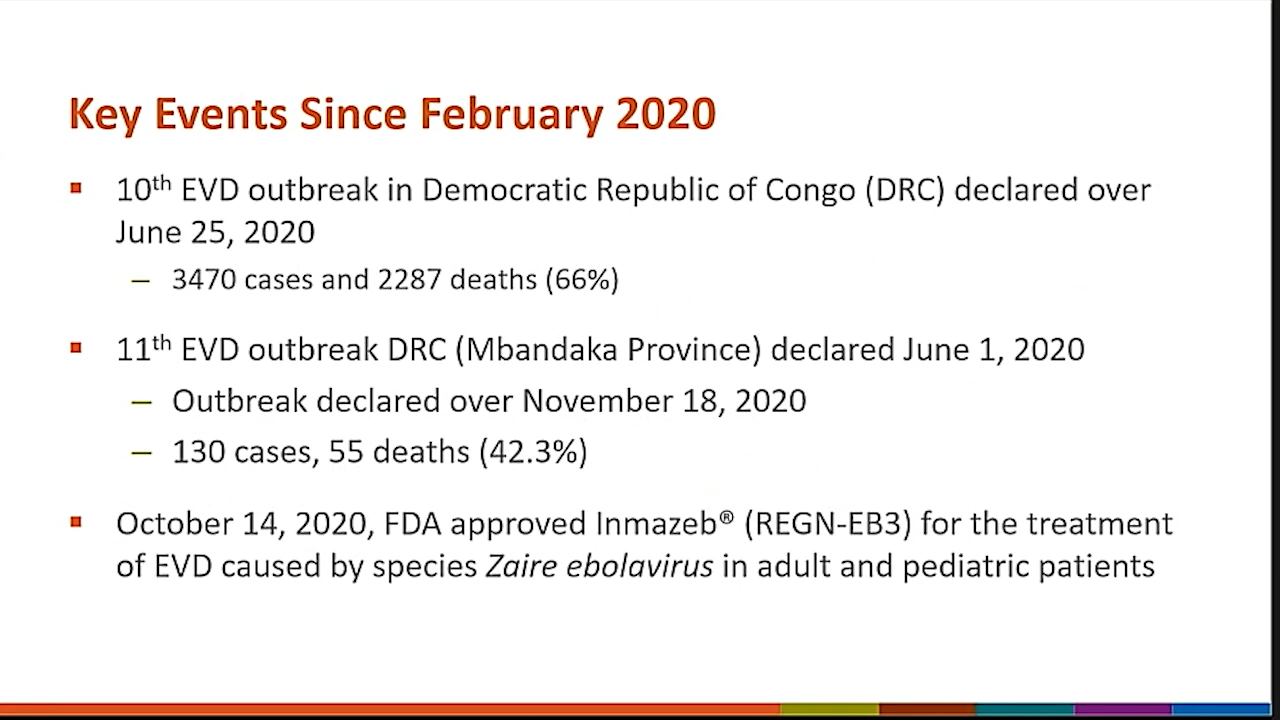 Key Events Since February 2020
▪ 10th EVD outbreak in Democratic Republic of Congo (DRC) declared over
June 25, 2020
– 3470 cases and 2287 deaths (66%)
▪ 11th EVD outbreak DRC (Mbandaka Province) declared June 1, 2020
– Outbreak declared over November 18, 2020
– 130 cases, 55 deaths (42.3%)
▪ October 14, 2020, FDA approved Inmazeb® (REGN-EB3) for the treatment
of EVD caused by species Zaire ebolavirus in adult and pediatric patients